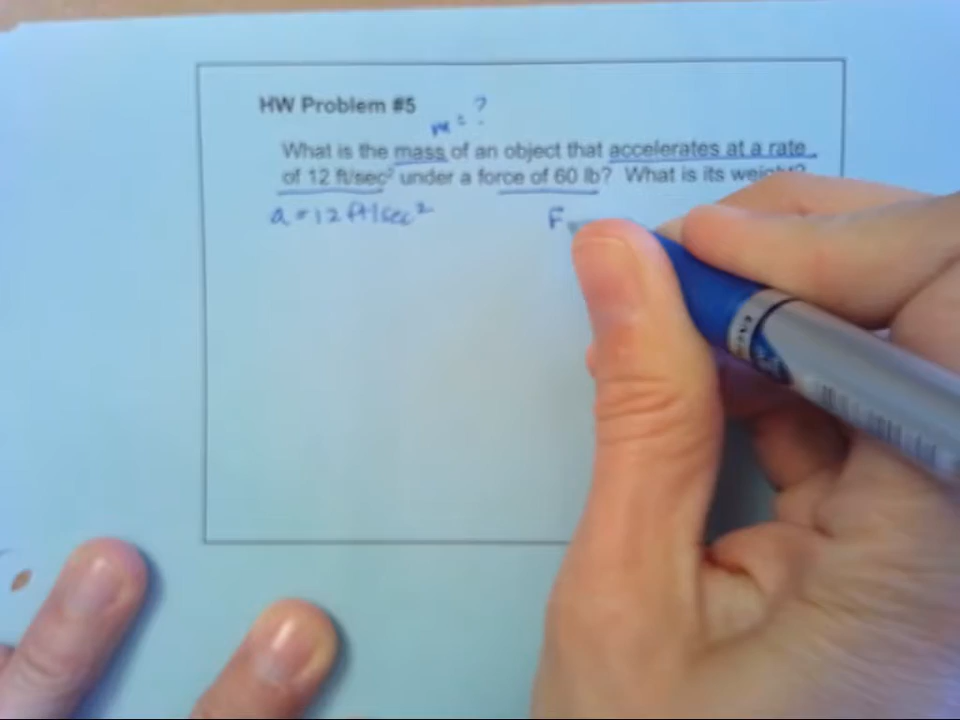 HW Problem #5
m = ?
What is the mass of an object that accelerates at a rate
of 12 ft/sec² under a force of 60 lb? What is its weight?
a = 12 ft/sec² F =